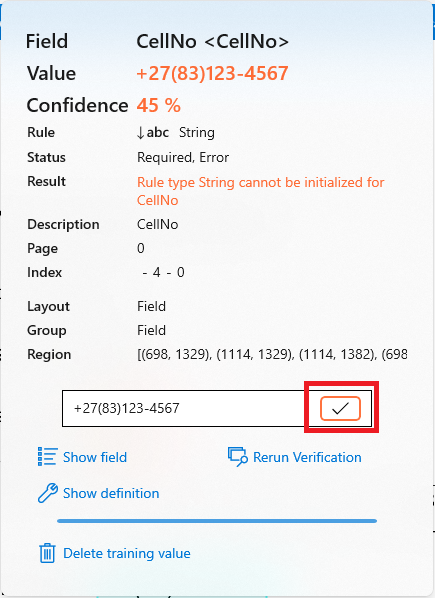 Field CellNo <CellNo>
Value +27(83)123-4567
Confidence 45 %
Rule ↓abc String
Status Required, Error
Result Rule type String cannot be initialized for
CellNo
Description CellNo
Page 0
Index - 4 - 0
Layout Field
Group Field
Region [(698, 1329), (1114, 1329), (1114, 1382), (698
+27(83)123-4567
Show field Rerun Verification
Show definition
Delete training value